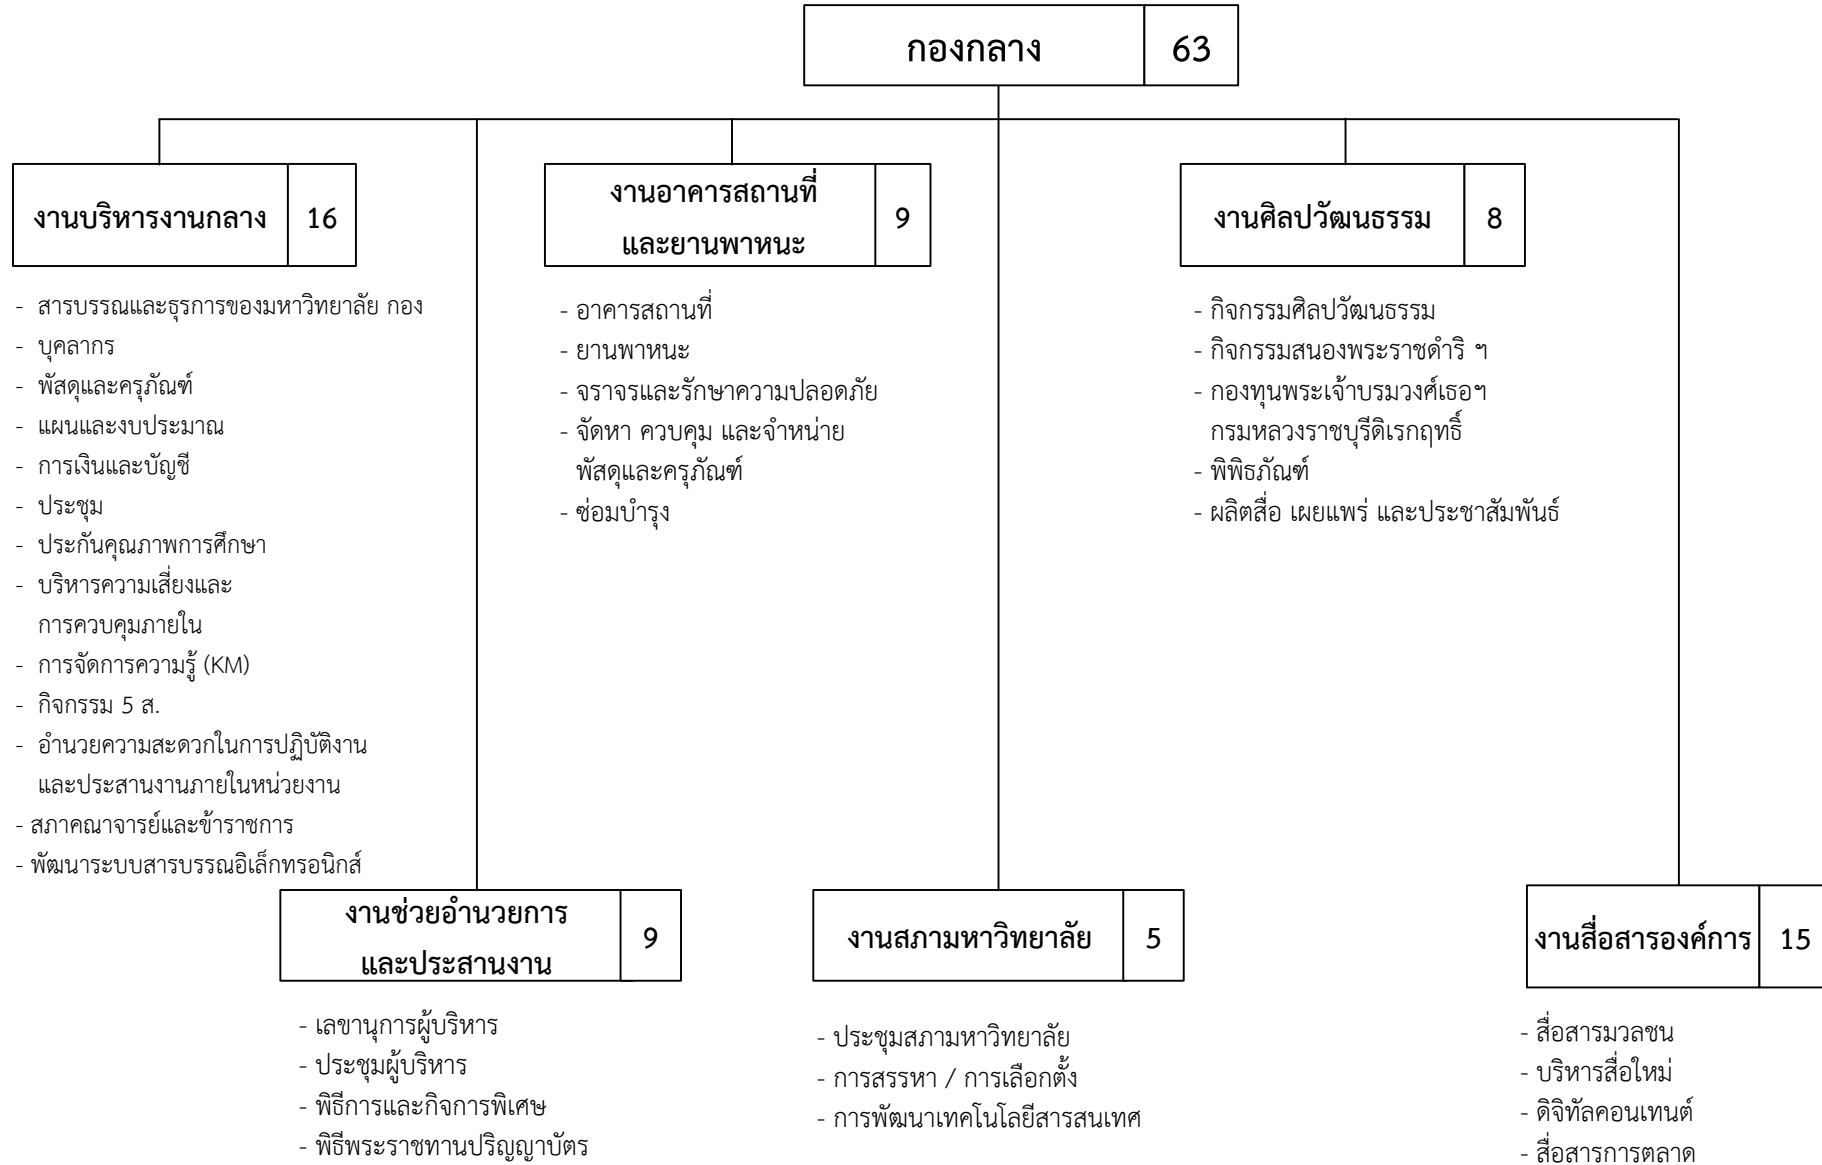 กองกลาง 63
งานบริหารงานกลาง 16
- สารบรรณและธุรการของมหาวิทยาลัย กอง
- บุคลากร
- พัสดุและครุภัณฑ์
- แผนและงบประมาณ
- การเงินและบัญชี
- ประชุม
- ประกันคุณภาพการศึกษา
- บริหารความเสี่ยงและ
การควบคุมภายใน
- การจัดการความรู้ (KM)
- กิจกรรม 5 ส.
- อำนวยความสะดวกในการปฏิบัติงาน
และประสานงานภายในหน่วยงาน
- สภาคณาจารย์และข้าราชการ
- พัฒนาระบบสารบรรณอิเล็กทรอนิกส์
งานอาคารสถานที่
และยานพาหนะ 9
- อาคารสถานที่
- ยานพาหนะ
- จราจรและรักษาความปลอดภัย
- จัดหา ควบคุม และจำหน่าย
พัสดุและครุภัณฑ์
- ซ่อมบำรุง
งานศิลปวัฒนธรรม 8
- กิจกรรมศิลปวัฒนธรรม
- กิจกรรมสนองพระราชดำริ ฯ
- กองทุนพระเจ้าบรมวงศ์เธอฯ
กรมหลวงราชบุรีดิเรกฤทธิ์
- พิพิธภัณฑ์
- ผลิตสื่อ เผยแพร่ และประชาสัมพันธ์
งานช่วยอำนวยการ
และประสานงาน 9
- เลขานุการผู้บริหาร
- ประชุมผู้บริหาร
- พิธีการและกิจการพิเศษ
- พิธีพระราชทานปริญญาบัตร
งานสภามหาวิทยาลัย 5
- ประชุมสภามหาวิทยาลัย
- การสรรหา / การเลือกตั้ง
- การพัฒนาเทคโนโลยีสารสนเทศ
งานสื่อสารองค์การ 15
- สื่อสารมวลชน
- บริหารสื่อใหม่
- ดิจิทัลคอนเทนต์
- สื่อสารการตลาด